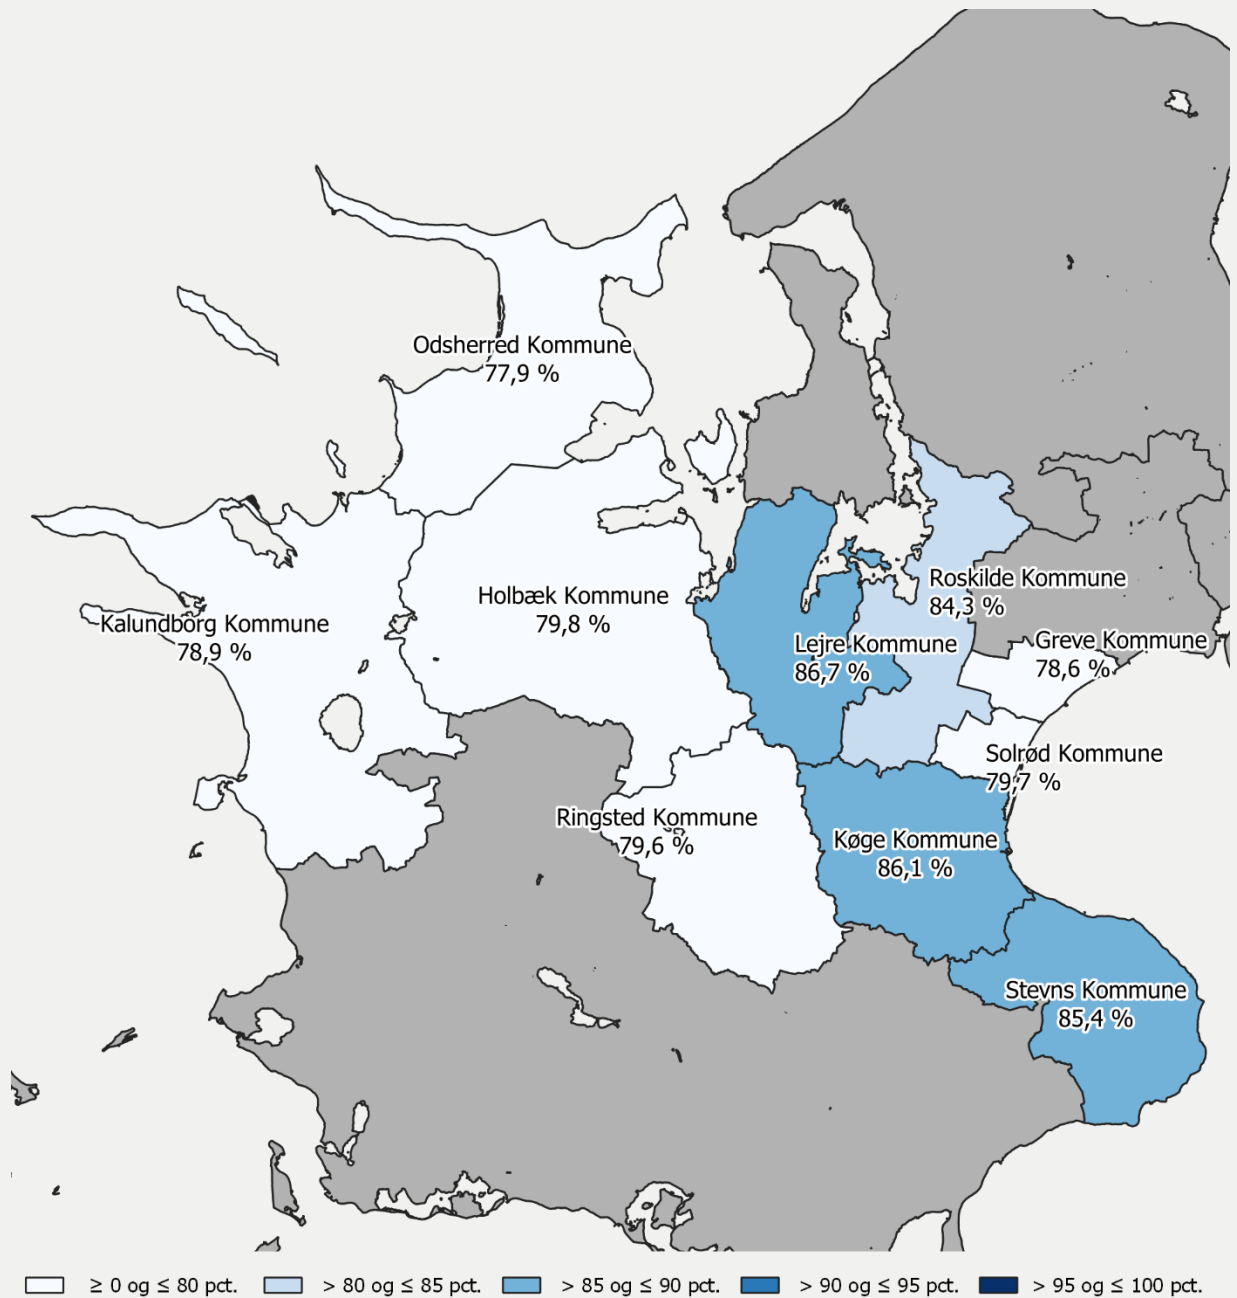 Odsherred Kommune
77,9 %
Roskilde Kommune
84,3 %
Holbæk Kommune
79,8 %
Kalundborg Kommune
78,9 %
Lejre Kommune
86,7 %
Greve Kommune
78,6 %
Solrød Kommune
79,7 %
Ringsted Kommune
79,6 %
Køge Kommune
86,1 %
Stevns Kommune
85,4 %
≥ 0 og ≤ 80 pct. > 80 og ≤ 85 pct. > 85 og ≤ 90 pct. > 90 og ≤ 95 pct. > 95 og ≤ 100 pct.